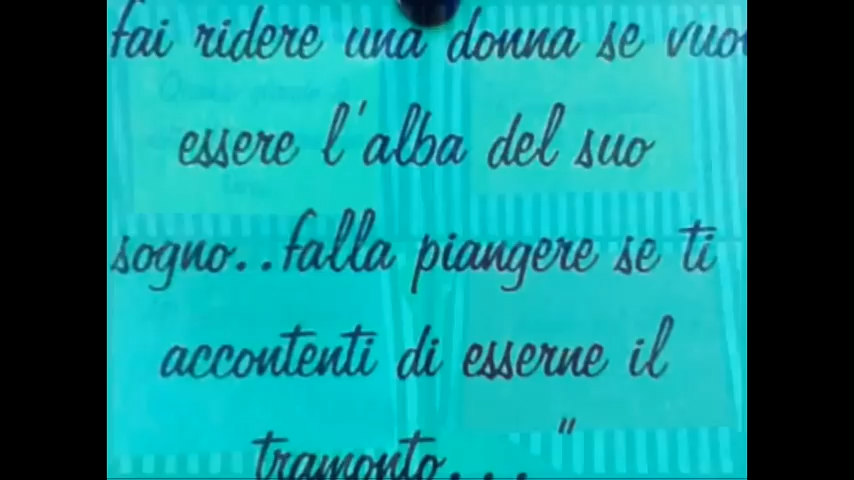 fai ridere una donna se vuoi
essere l'alba del suo
sogno..falla piangere se ti
accontenti di esserne il
tramonto...."